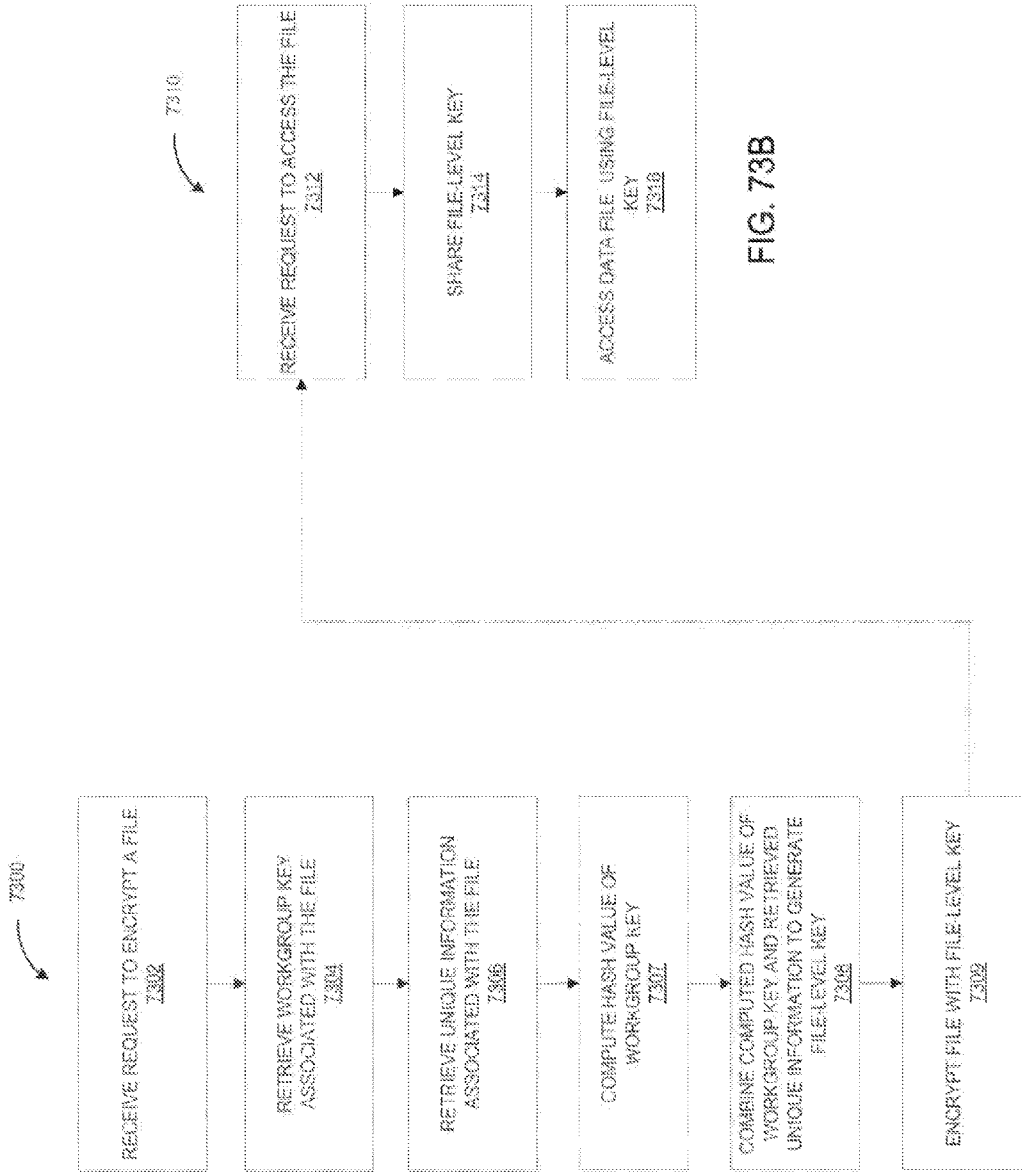 7300
RECEIVE REQUEST TO ENCRYPT A FILE
7302
RETRIEVE WORKGROUP KEY
ASSOCIATED WITH THE FILE
7304
RETRIEVE UNIQUE INFORMATION
ASSOCIATED WITH THE FILE
7306
COMPUTE HASH VALUE OF
WORKGROUP KEY
7307
COMBINE COMPUTED HASH VALUE OF
WORKGROUP KEY AND RETRIEVED
UNIQUE INFORMATION TO GENERATE
FILE-LEVEL KEY
7308
ENCRYPT FILE WITH FILE-LEVEL KEY
7309
7310
RECEIVE REQUEST TO ACCESS THE FILE
7312
SHARE FILE-LEVEL KEY
7314
ACCESS DATA FILE USING FILE-LEVEL
KEY
7316
FIG. 73B